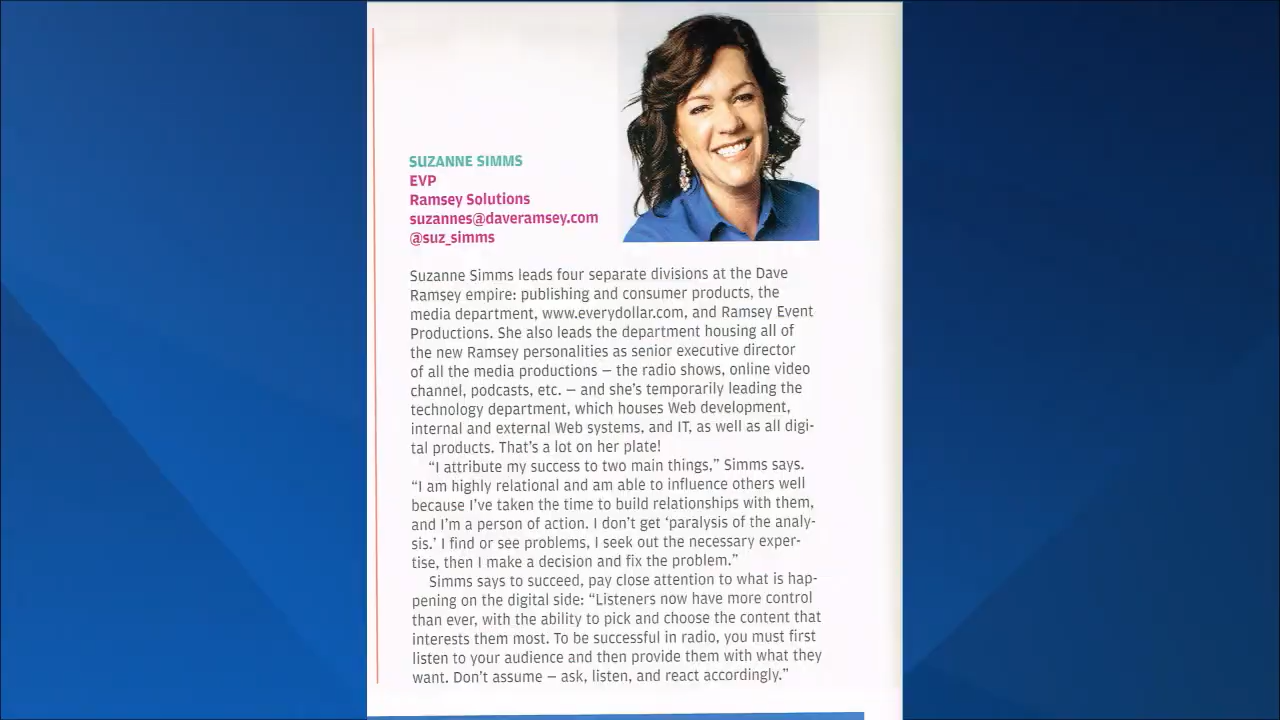 SUZANNE SIMMS
EVP
Ramsey Solutions
suzannes@daveramsey.com
@suz_simms
Suzanne Simms leads four separate divisions at the Dave
Ramsey empire: publishing and consumer products, the
media department, www.everydollar.com, and Ramsey Event
Productions. She also leads the department housing all of
the new Ramsey personalities as senior executive director
of all the media productions — the radio shows, online video
channel, podcasts, etc. — and she's temporarily leading the
technology department, which houses Web development,
internal and external Web systems, and IT, as well as all digi-
tal products. That's a lot on her plate!
“I attribute my success to two main things,” Simms says.
“I am highly relational and am able to influence others well
because I've taken the time to build relationships with them,
and I'm a person of action. I don't get ‘paralysis of the analy-
sis.’ I find or see problems, I seek out the necessary exper-
tise, then I make a decision and fix the problem.”
Simms says to succeed, pay close attention to what is hap-
pening on the digital side: “Listeners now have more control
than ever, with the ability to pick and choose the content that
interests them most. To be successful in radio, you must first
listen to your audience and then provide them with what they
want. Don't assume — ask, listen, and react accordingly.”